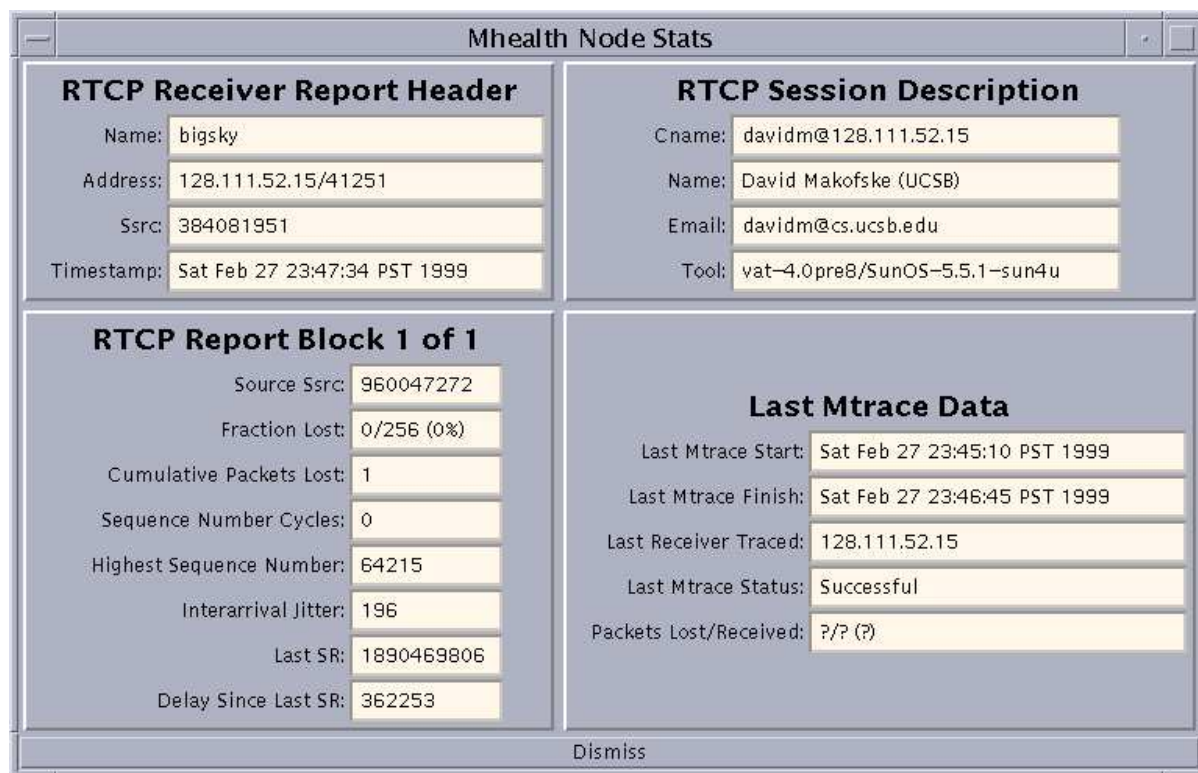 Mhealth Node Stats
RTCP Receiver Report Header
Name: bigsky
Address: 128.111.52.15/41251
Ssrc: 384081951
Timestamp: Sat Feb 27 23:47:34 PST 1999
RTCP Session Description
Cname: davidm@128.111.52.15
Name: David Makofske (UCSB)
Email: davidm@cs.ucsb.edu
Tool: vat-4.0pre8/SunOS-5.5.1-sun4u
RTCP Report Block 1 of 1
Source Ssrc: 960047272
Fraction Lost: 0/256 (0%)
Cumulative Packets Lost: 1
Sequence Number Cycles: 0
Highest Sequence Number: 64215
Interarrival Jitter: 196
Last SR: 1890469806
Delay Since Last SR: 362253
Last Mtrace Data
Last Mtrace Start: Sat Feb 27 23:45:10 PST 1999
Last Mtrace Finish: Sat Feb 27 23:46:45 PST 1999
Last Receiver Traced: 128.111.52.15
Last Mtrace Status: Successful
Packets Lost/Received: ?/? (?)
Dismiss